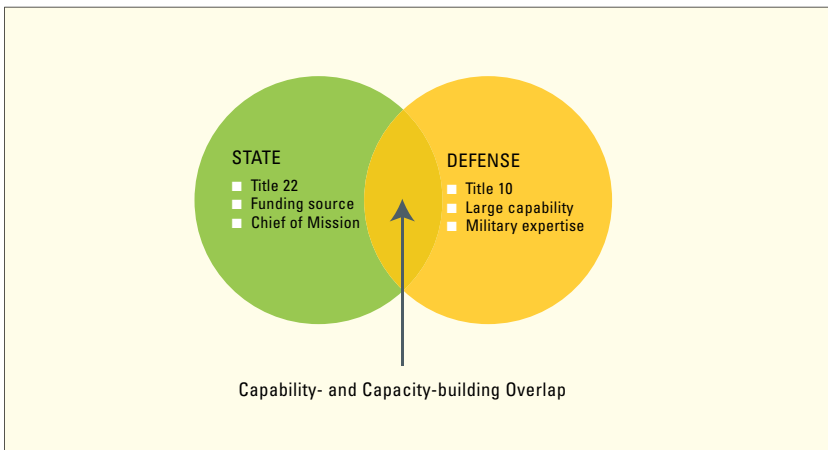 STATE
Title 22
Funding source
Chief of Mission
DEFENSE
Title 10
Large capability
Military expertise
Capability- and Capacity-building Overlap